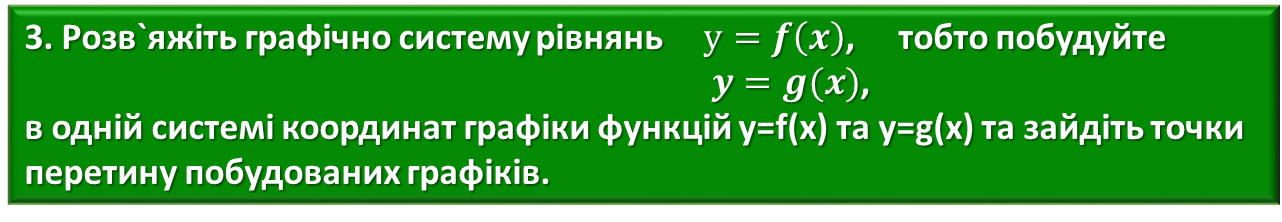 3. Розв`яжіть графічно систему рівнянь y = f(x), тобто побудуйте
y = g(x),
в одній системі координат графіки функцій y=f(x) та y=g(x) та зайдіть точки
перетину побудованих графіків.